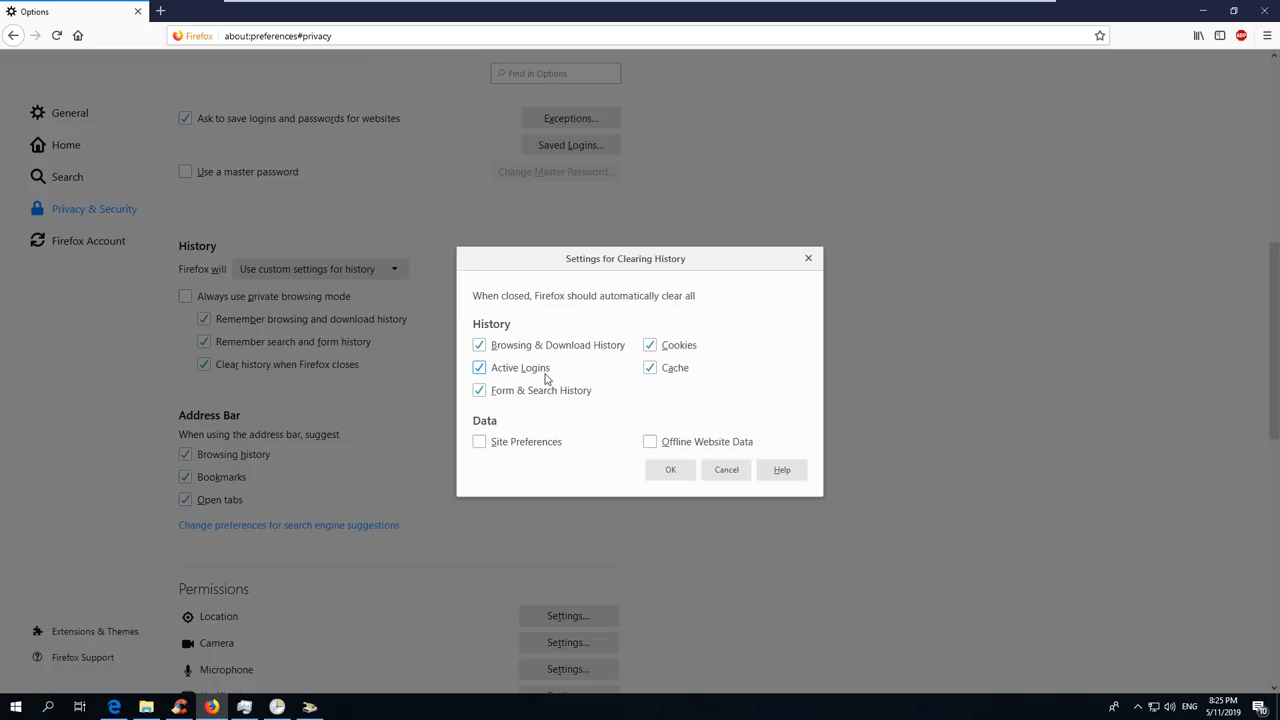 Options
Firefox
about:preferences#privacy
ABP
Find in Options
General
Home
Search
Privacy & Security
Firefox Account
Ask to save logins and passwords for websites
Exceptions...
Saved Logins...
Use a master password
Change Master Password...
History
Firefox will
Use custom settings for history
Always use private browsing mode
Remember browsing and download history
Remember search and form history
Clear history when Firefox closes
Address Bar
When using the address bar, suggest
Browsing history
Bookmarks
Open tabs
Change preferences for search engine suggestions
Permissions
Location
Settings...
Camera
Settings...
Microphone
Settings...
Extensions & Themes
Firefox Support
Settings for Clearing History
When closed, Firefox should automatically clear all
History
Browsing & Download History
Cookies
Active Logins
Cache
Form & Search History
Data
Site Preferences
Offline Website Data
OK
Cancel
Help
ENG
8:25 PM
5/11/2019
10